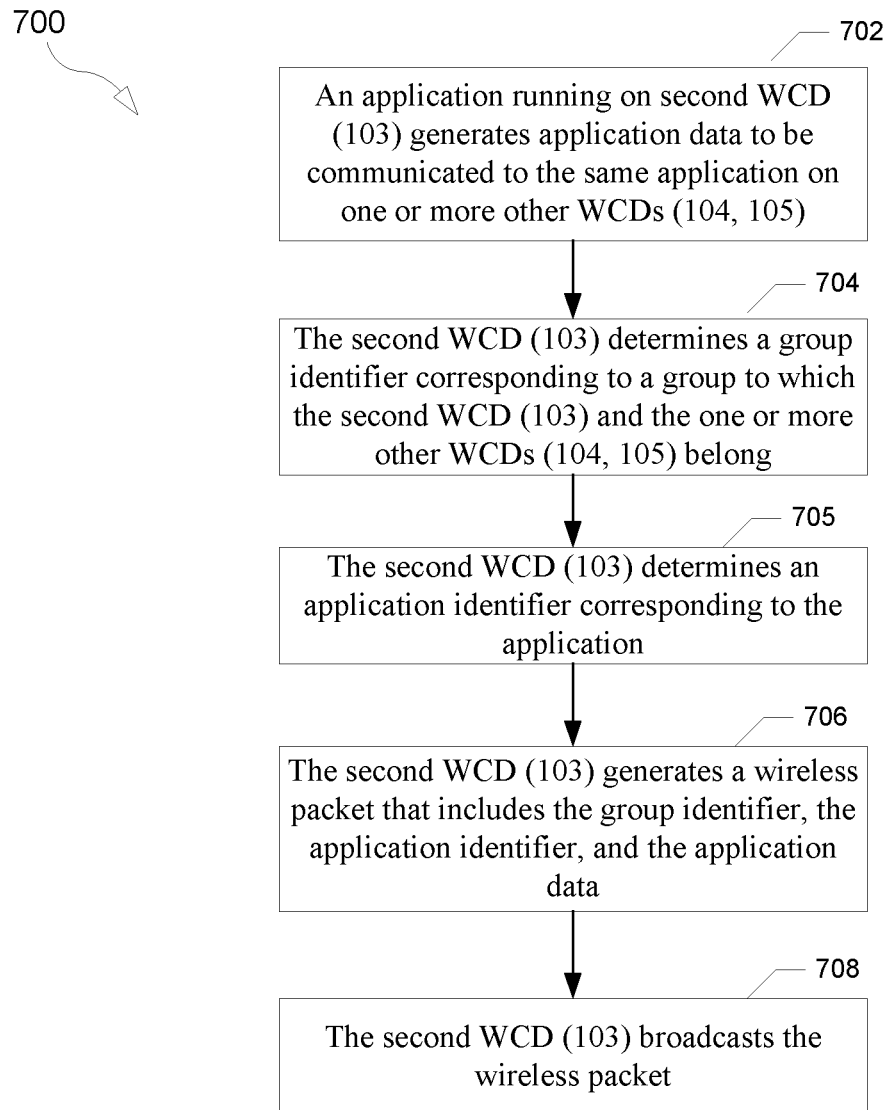 700
702
An application running on second WCD
(103) generates application data to be
communicated to the same application on
one or more other WCDs (104, 105)
704
The second WCD (103) determines a group
identifier corresponding to a group to which
the second WCD (103) and the one or more
other WCDs (104, 105) belong
705
The second WCD (103) determines an
application identifier corresponding to the
application
706
The second WCD (103) generates a wireless
packet that includes the group identifier, the
application identifier, and the application
data
708
The second WCD (103) broadcasts the
wireless packet